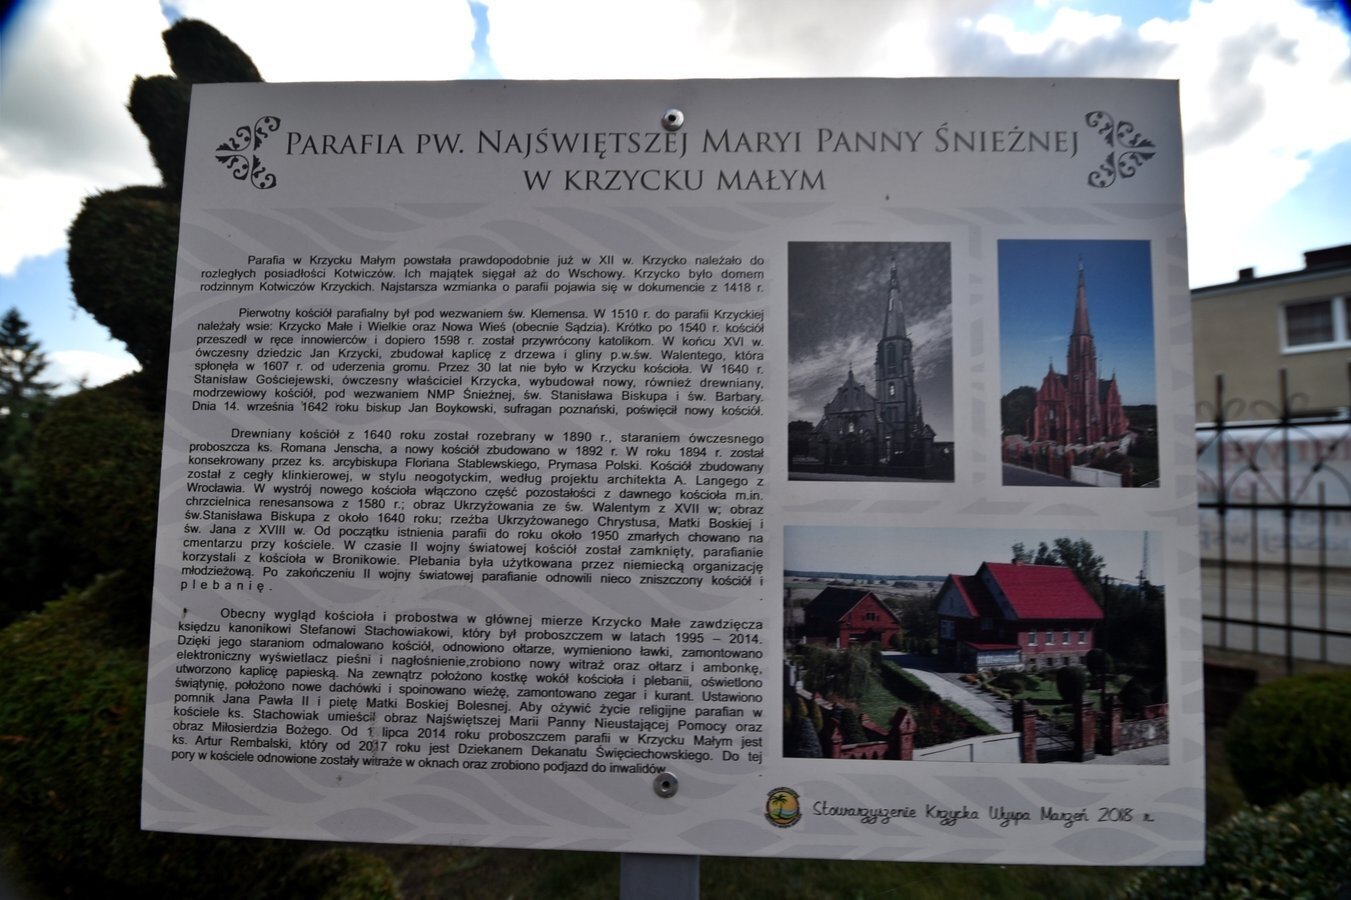 PARAFIA PW. NAJŚWIĘTSZEJ MARYI PANNY ŚNIEŻNEJ
W KRZYCKU MAŁYM
Parafia w Krzycku Małym powstała prawdopodobnie już w XII w. Krzycko należało do
rozległych posiadłości Kotwiczów. Ich majątek sięgał aż do Wschowy. Krzycko było domem
rodzinnym Kotwiczów Krzyckich. Najstarsza wzmianka o parafii pojawia się w dokumencie z 1418 r.
Pierwotny kościół parafialny był pod wezwaniem św. Klemensa. W 1510 r. do parafii Krzyckiej
należały wsie: Krzycko Małe i Wielkie oraz Nowa Wieś (obecnie Sądzia). Krótko po 1540 r. kościół
przeszedł w ręce innowierców i dopiero 1598 r. został przywrócony katolikom. W końcu XVI w.
ówczesny dziedzic Jan Krzycki, zbudował kaplicę z drzewa i gliny p.w.św. Walentego, która
spłonęła w 1607 r. od uderzenia gromu. Przez 30 lat nie było w Krzycku kościoła. W 1640 r.
Stanisław Gościejewski, ówczesny właściciel Krzycka, wybudował nowy, również drewniany,
modrzewiowy kościół, pod wezwaniem NMP Śnieżnej, św. Stanisława Biskupa i św. Barbary.
Dnia 14. września 1642 roku biskup Jan Boykowski, sufragan poznański, poświęcił nowy kościół.
Drewniany kościół z 1640 roku został rozebrany w 1890 r., staraniem ówczesnego
proboszcza ks. Romana Jenscha, a nowy kościół zbudowano w 1892 r. W roku 1894 r. został
konsekrowany przez ks. arcybiskupa Floriana Stablewskiego, Prymasa Polski. Kościół zbudowany
został z cegły klinkierowej, w stylu neogotyckim, według projektu architekta A. Langego z
Wrocławia. W wystrój nowego kościoła włączono część pozostałości z dawnego kościoła m.in.
chrzcielnica renesansowa z 1580 r.; obraz Ukrzyżowania ze św. Walentym z XVII w; obraz
św.Stanisława Biskupa z około 1640 roku; rzeźba Ukrzyżowanego Chrystusa, Matki Boskiej i
św. Jana z XVIII w. Od początku istnienia parafii do roku około 1950 zmarłych chowano na
cmentarzu przy kościele. W czasie II wojny światowej kościół został zamknięty, parafianie
korzystali z kościoła w Bronikowie. Plebania była użytkowana przez niemiecką organizację
młodzieżową. Po zakończeniu II wojny światowej parafianie odnowili nieco zniszczony kościół i
plebanię.
Obecny wygląd kościoła i probostwa w głównej mierze Krzycko Małe zawdzięcza
księdzu kanonikowi Stefanowi Stachowiakowi, który był proboszczem w latach 1995 – 2014.
Dzięki jego staraniom odmalowano kościół, odnowiono ołtarze, wymieniono ławki, zamontowano
elektroniczny wyświetlacz pieśni i nagłośnienie,zrobiono nowy witraż oraz ołtarz i ambonkę,
utworzono kaplicę papieską. Na zewnątrz położono kostkę wokół kościoła i plebanii, oświetlono
świątynię, położono nowe dachówki i spoinowano wieżę, zamontowano zegar i kurant. Ustawiono
pomnik Jana Pawła II i pietę Matki Boskiej Bolesnej. Aby ożywić życie religijne parafian w
kościele ks. Stachowiak umieścił obraz Najświętszej Marii Panny Nieustającej Pomocy oraz
obraz Miłosierdzia Bożego. Od 1 lipca 2014 roku proboszczem parafii w Krzycku Małym jest
ks. Artur Rembalski, który od 2017 roku jest Dziekanem Dekanatu Święciechowskiego. Do tej
pory w kościele odnowione zostały witraże w oknach oraz zrobiono podjazd do inwalidów
Stowarzyszenie Krzycka Wyspa Marzeń 2018 r.